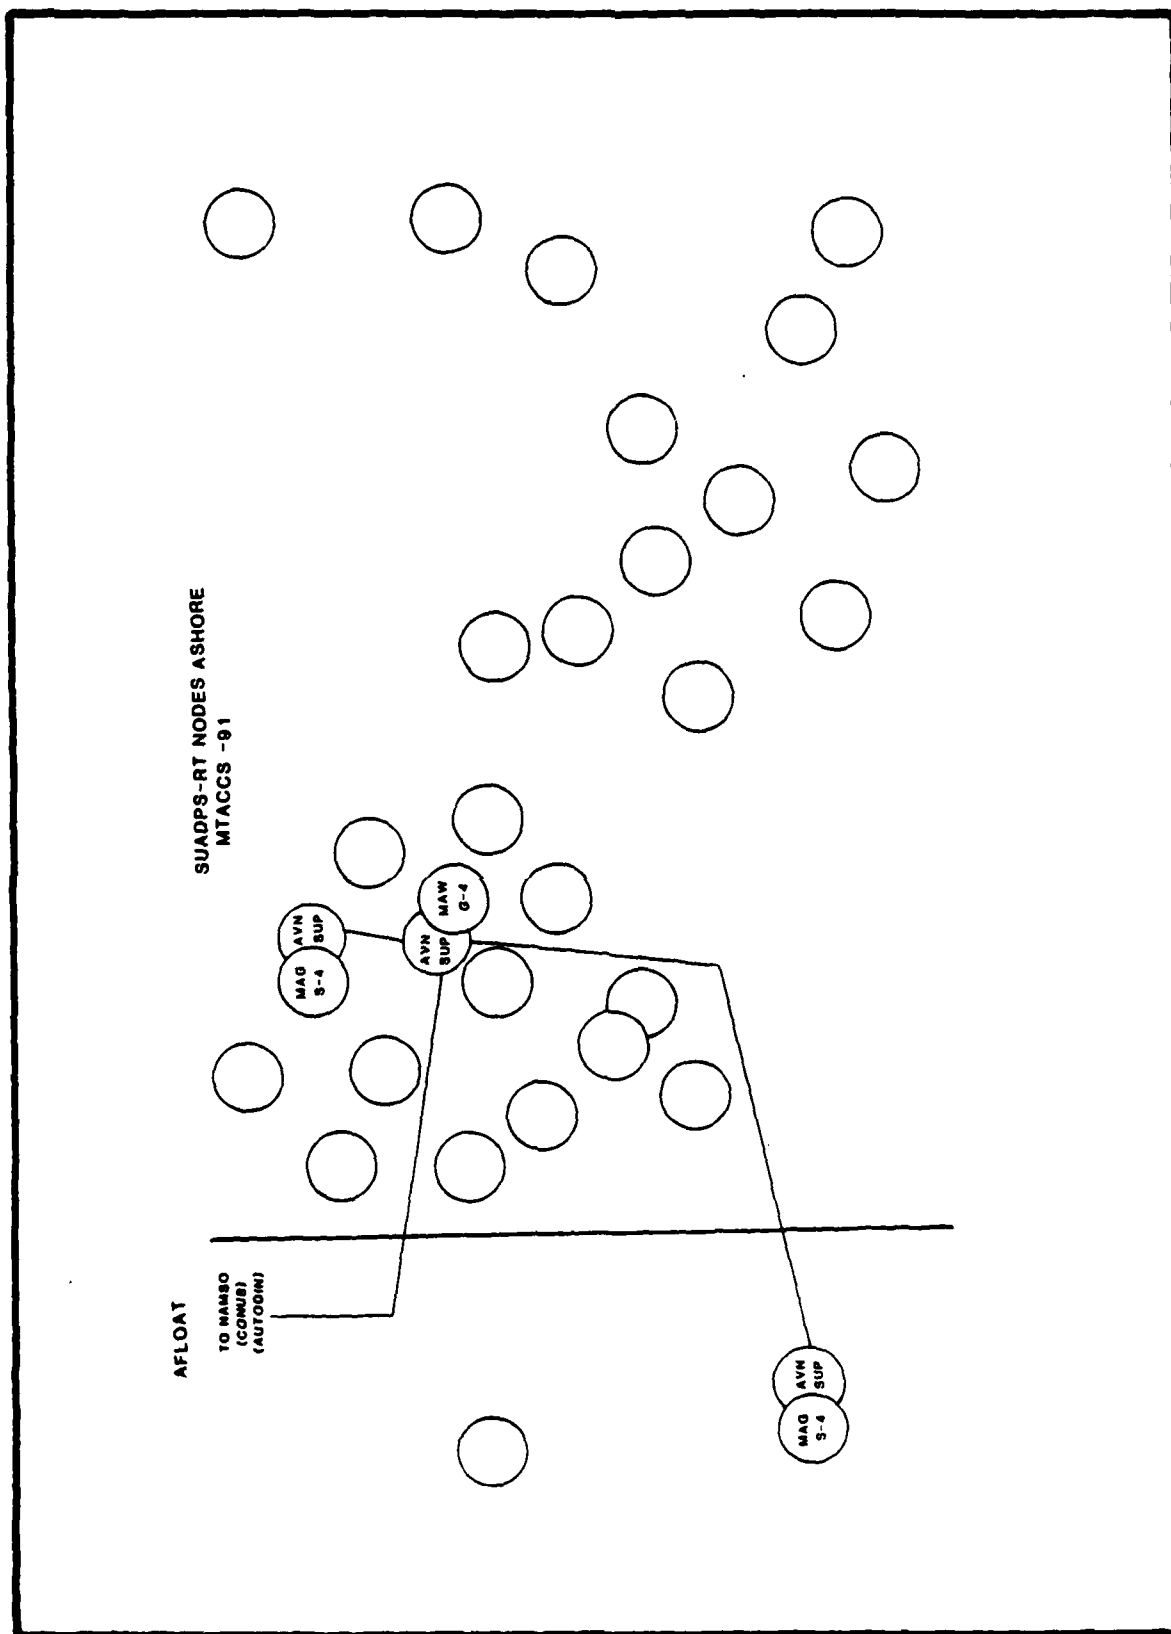 SUADPS-RT NODES ASHORE
MTACCS -91
AFLOAT
TO NAMSO
(CONUS)
(AUTODIN)
MAG
S-4
AVN
SUP
AVN
SUP
MAW
G-4
MAG
S-4
AVN
SUP